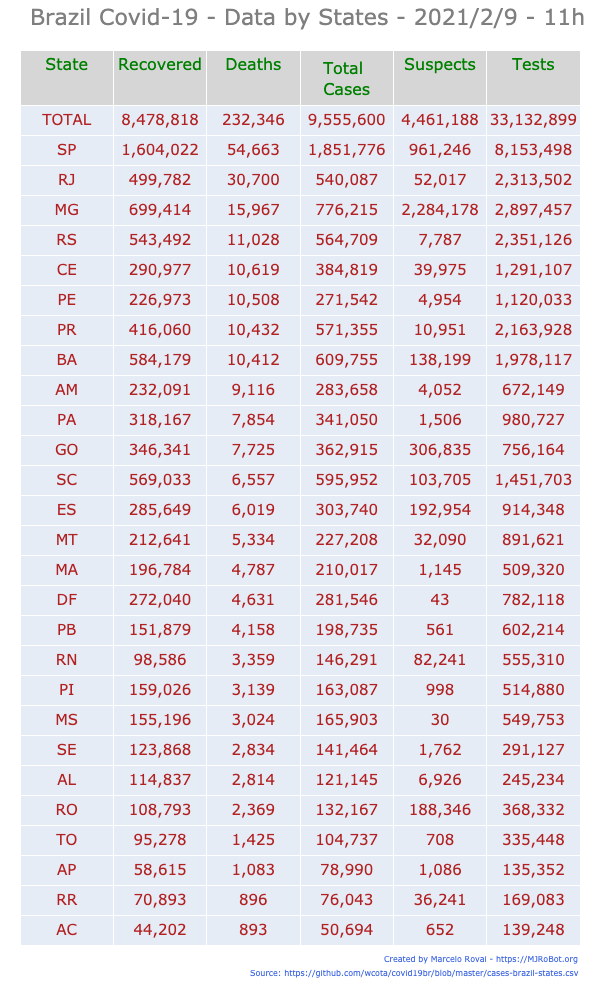 Brazil Covid-19 - Data by States - 2021/2/9 - 11h
State Recovered Deaths Total Cases Suspects Tests
TOTAL 8,478,818 232,346 9,555,600 4,461,188 33,132,899
SP 1,604,022 54,663 1,851,776 961,246 8,153,498
RJ 499,782 30,700 540,087 52,017 2,313,502
MG 699,414 15,967 776,215 2,284,178 2,897,457
RS 543,492 11,028 564,709 7,787 2,351,126
CE 290,977 10,619 384,819 39,975 1,291,107
PE 226,973 10,508 271,542 4,954 1,120,033
PR 416,060 10,432 571,355 10,951 2,163,928
BA 584,179 10,412 609,755 138,199 1,978,117
AM 232,091 9,116 283,658 4,052 672,149
PA 318,167 7,854 341,050 1,506 980,727
GO 346,341 7,725 362,915 306,835 756,164
SC 569,033 6,557 595,952 103,705 1,451,703
ES 285,649 6,019 303,740 192,954 914,348
MT 212,641 5,334 227,208 32,090 891,621
MA 196,784 4,787 210,017 1,145 509,320
DF 272,040 4,631 281,546 43 782,118
PB 151,879 4,158 198,735 561 602,214
RN 98,586 3,359 146,291 82,241 555,310
PI 159,026 3,139 163,087 998 514,880
MS 155,196 3,024 165,903 30 549,753
SE 123,868 2,834 141,464 1,762 291,127
AL 114,837 2,814 121,145 6,926 245,234
RO 108,793 2,369 132,167 188,346 368,332
TO 95,278 1,425 104,737 708 335,448
AP 58,615 1,083 78,990 1,086 135,352
RR 70,893 896 76,043 36,241 169,083
AC 44,202 893 50,694 652 139,248
Created by Marcelo Rovai - https://MJRoBot.org
Source: https://github.com/wcota/covid19br/blob/master/cases-brazil-states.csv